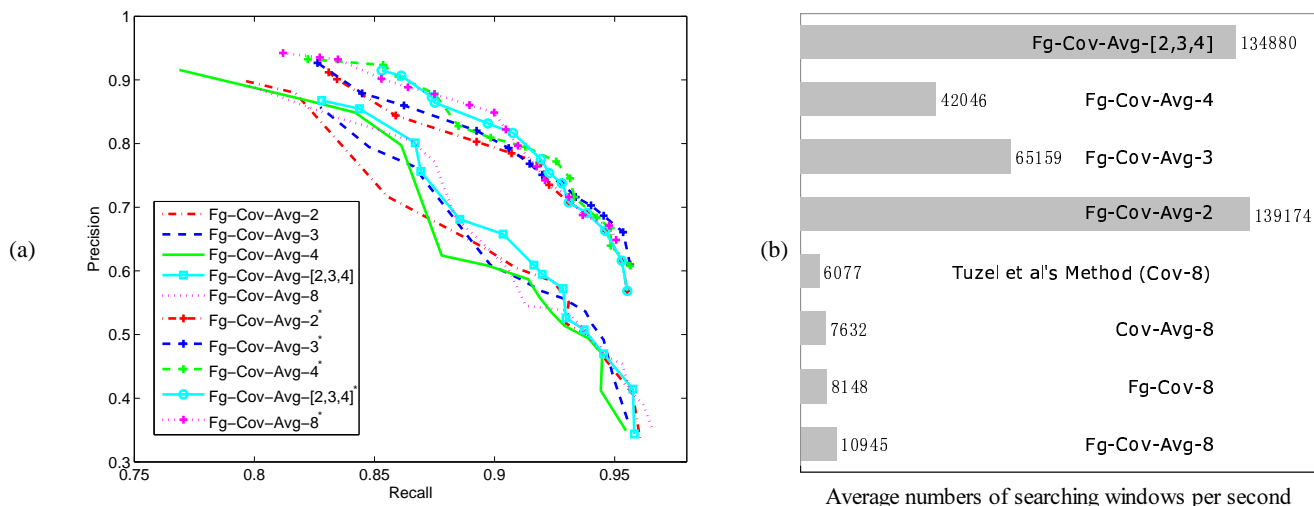 (a)
Precision
1
0.9
0.8
0.7
0.6
0.5
0.4
0.3
0.75
0.8
0.85
0.9
0.95
Recall
Fg-Cov-Avg-2
Fg-Cov-Avg-3
Fg-Cov-Avg-4
Fg-Cov-Avg-[2,3,4]
Fg-Cov-Avg-8
Fg-Cov-Avg-2*
Fg-Cov-Avg-3*
Fg-Cov-Avg-4*
Fg-Cov-Avg-[2,3,4]*
Fg-Cov-Avg-8*
(b)
Fg-Cov-Avg-[2,3,4] 134880
42046 Fg-Cov-Avg-4
65159 Fg-Cov-Avg-3
Fg-Cov-Avg-2 139174
6077 Tuzel et al's Method (Cov-8)
7632 Cov-Avg-8
8148 Fg-Cov-8
10945 Fg-Cov-Avg-8
Average numbers of searching windows per second